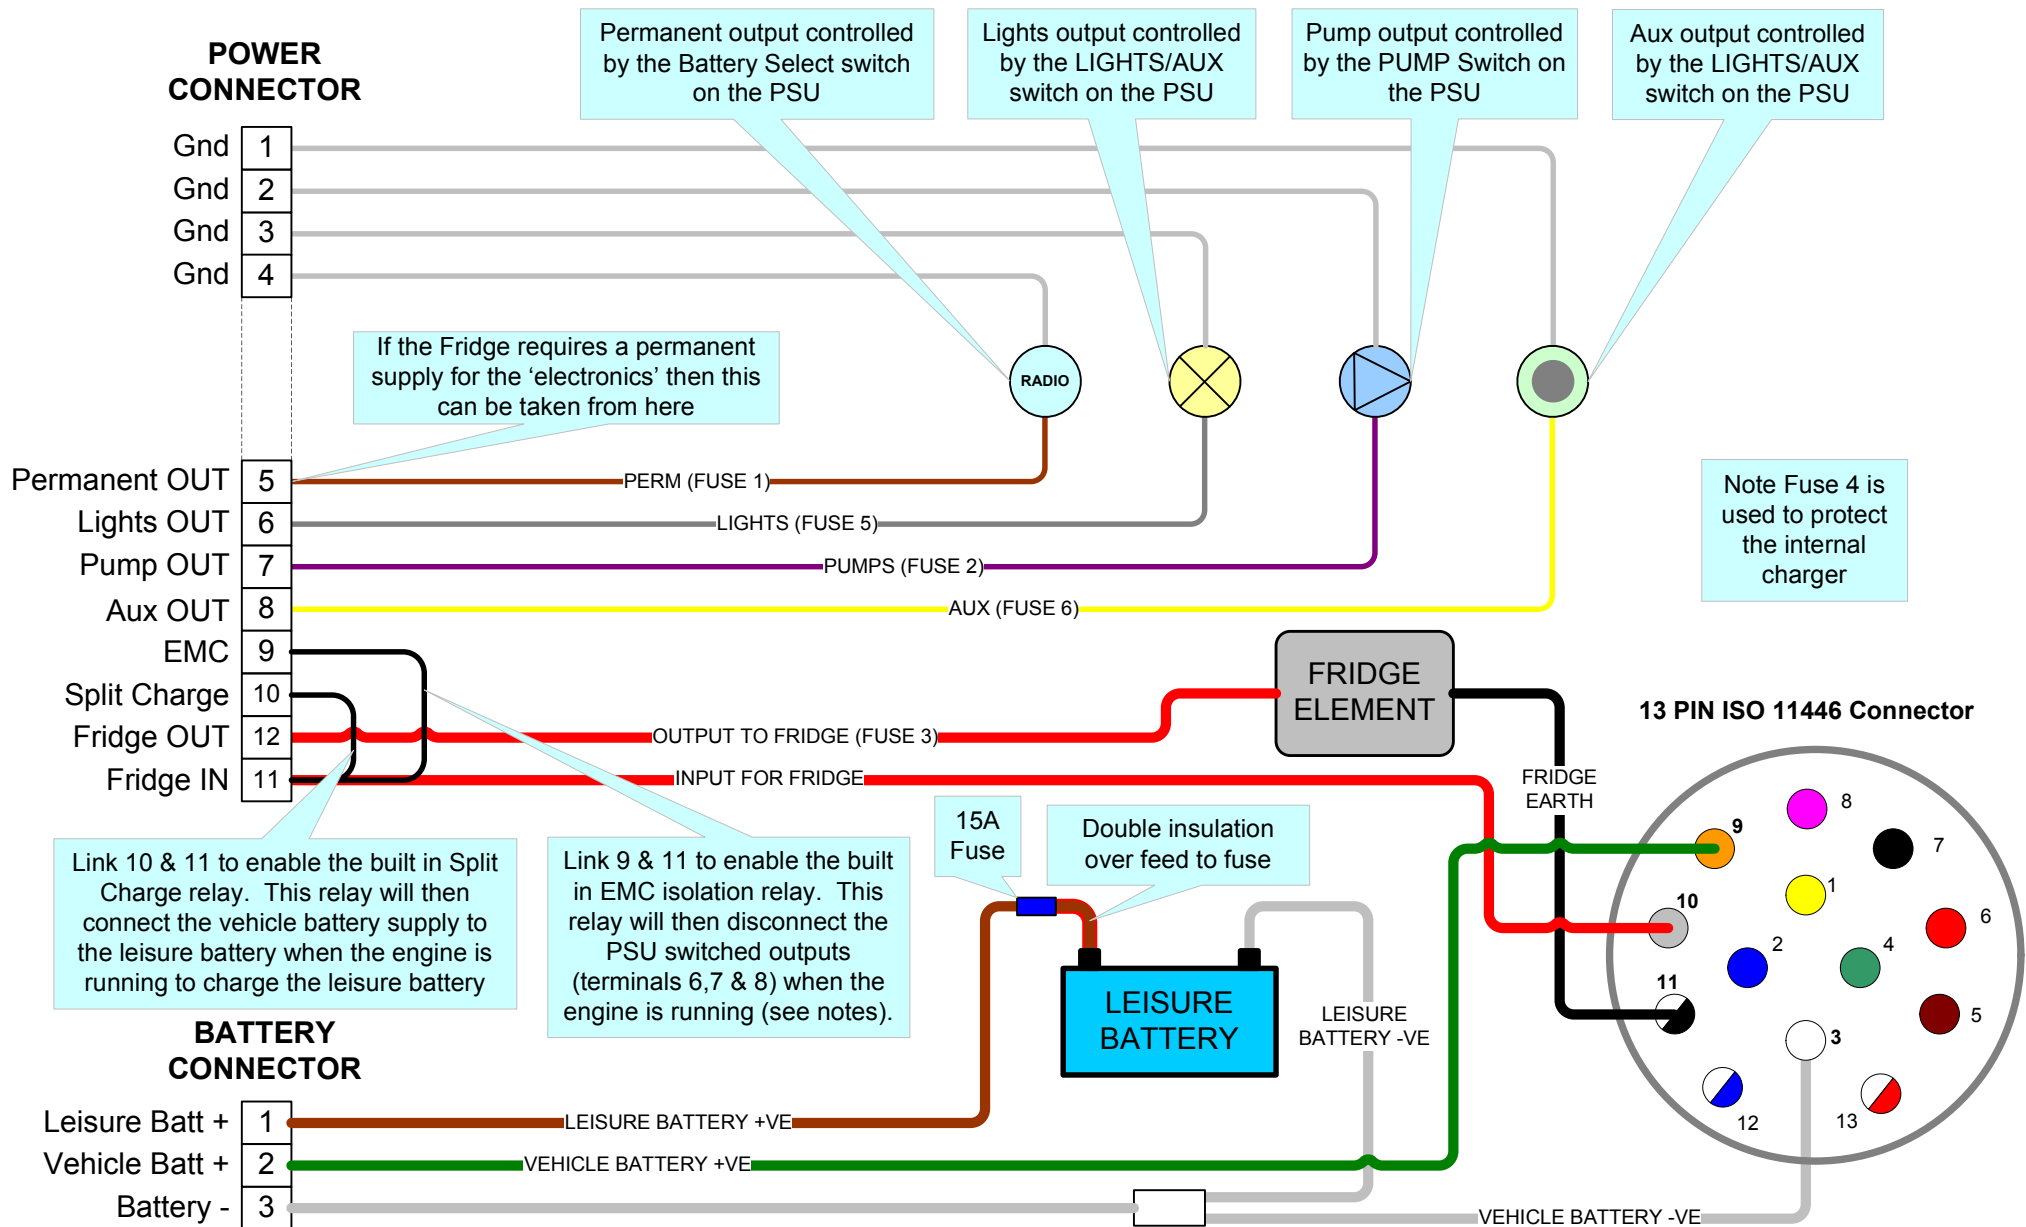 POWER
CONNECTOR
Permanent output controlled
by the Battery Select switch
on the PSU
Lights output controlled
by the LIGHTS/AUX
switch on the PSU
Pump output controlled
by the PUMP Switch on
the PSU
Aux output controlled
by the LIGHTS/AUX
switch on the PSU
Gnd 1
Gnd 2
Gnd 3
Gnd 4
If the Fridge requires a permanent
supply for the ‘electronics’ then this
can be taken from here
RADIO
Permanent OUT 5 PERM (FUSE 1)
Lights OUT 6 LIGHTS (FUSE 5)
Pump OUT 7 PUMPS (FUSE 2)
Aux OUT 8 AUX (FUSE 6)
EMC 9
Split Charge 10
Fridge OUT 12 OUTPUT TO FRIDGE (FUSE 3)
Fridge IN 11 INPUT FOR FRIDGE
Note Fuse 4 is
used to protect
the internal
charger
FRIDGE
ELEMENT
FRIDGE
EARTH
13 PIN ISO 11446 Connector
8
9
7
1
10
6
2
4
11
5
3
12
13
Link 10 & 11 to enable the built in Split
Charge relay. This relay will then
connect the vehicle battery supply to
the leisure battery when the engine is
running to charge the leisure battery
Link 9 & 11 to enable the built
in EMC isolation relay. This
relay will then disconnect the
PSU switched outputs
(terminals 6,7 & 8) when the
engine is running (see notes).
15A
Fuse
Double insulation
over feed to fuse
LEISURE
BATTERY
LEISURE
BATTERY -VE
BATTERY
CONNECTOR
Leisure Batt + 1 LEISURE BATTERY +VE
Vehicle Batt + 2 VEHICLE BATTERY +VE
Battery - 3
VEHICLE BATTERY -VE